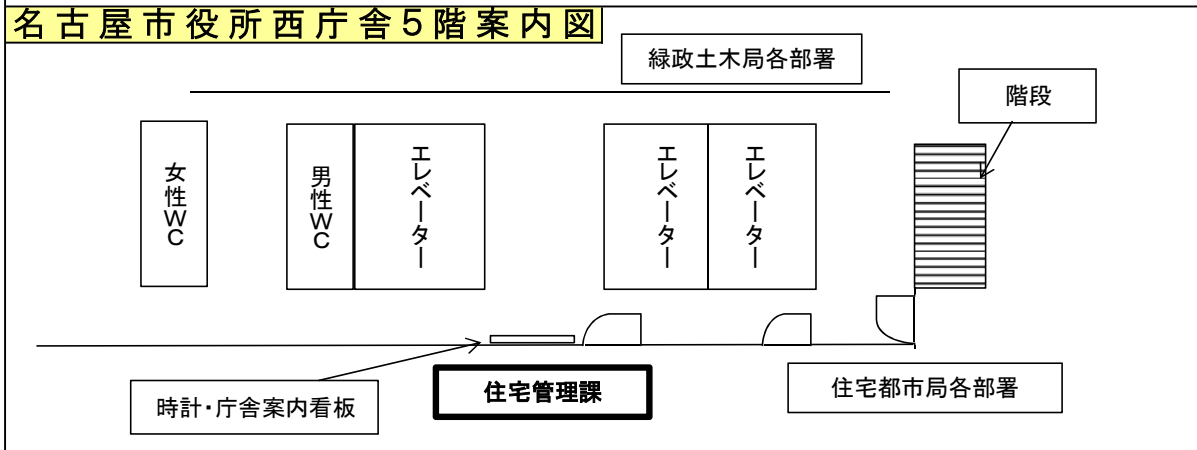 名古屋市役所西庁舎5階案内図
緑政土木局各部署
階段
女性WC
男性WC
エレベーター
エレベーター
エレベーター
時計・庁舎案内看板
住宅管理課
住宅都市局各部署